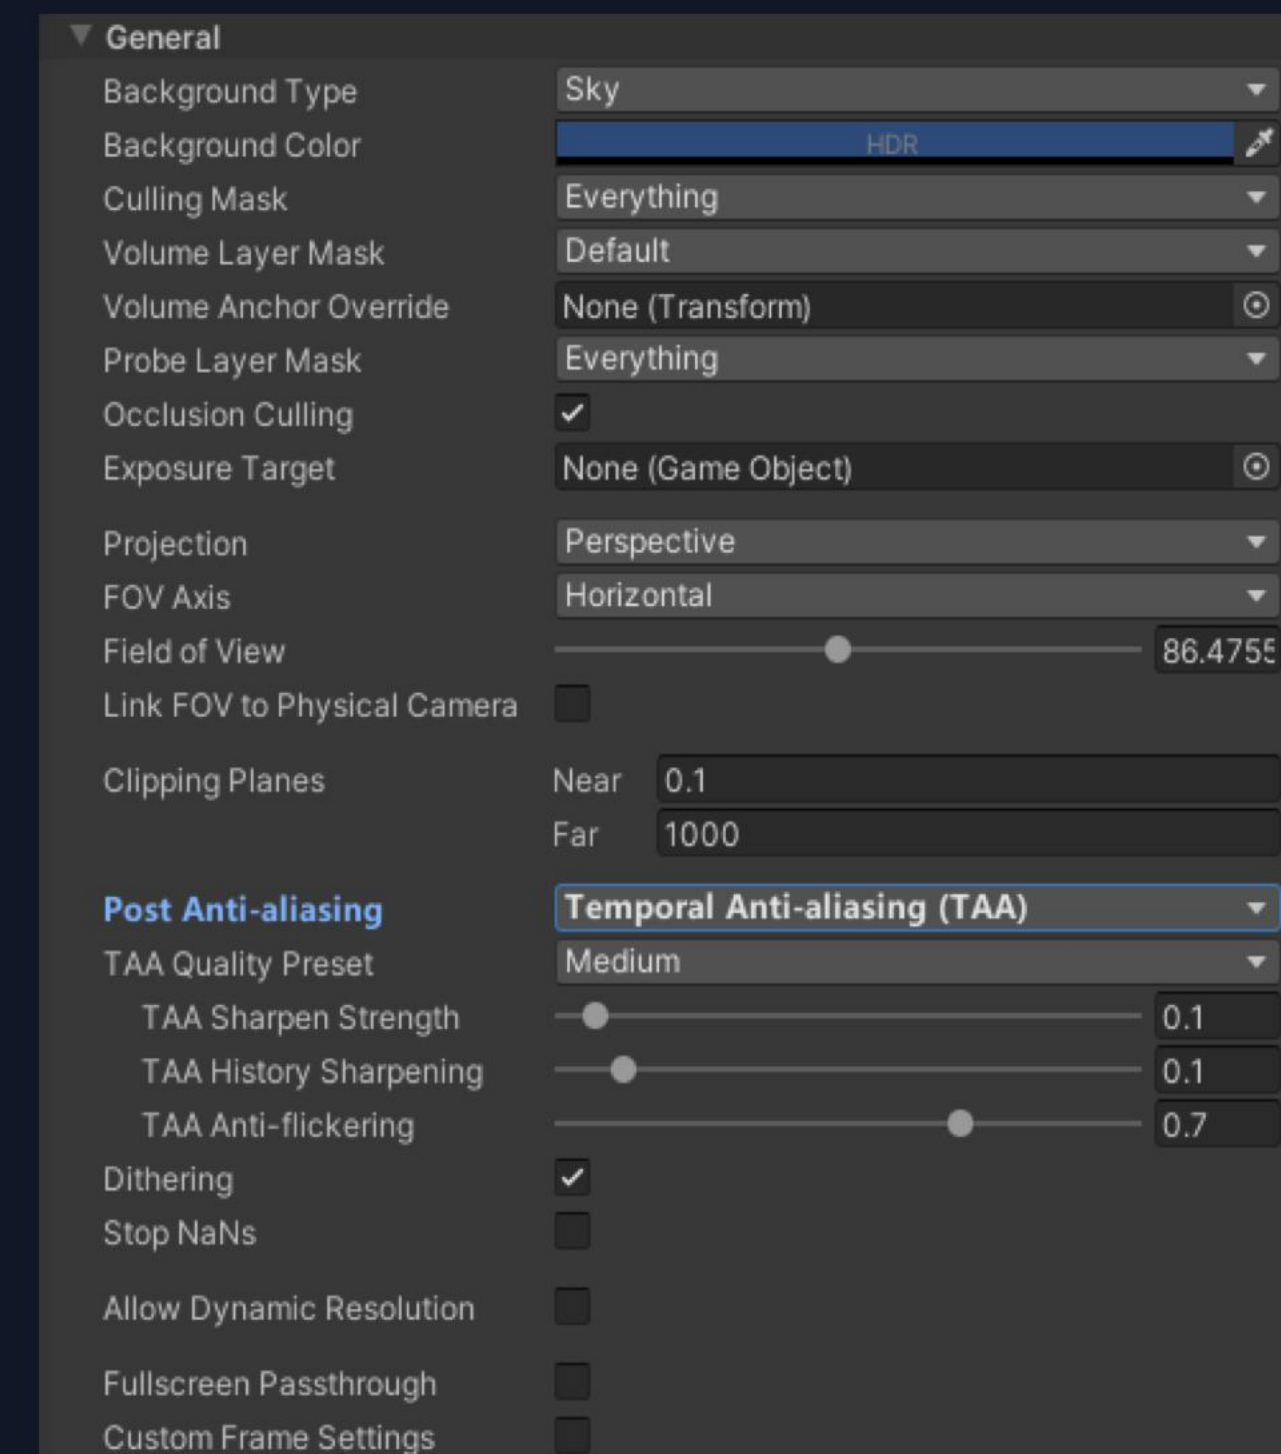 General
Background Type Sky
Background Color HDR
Culling Mask Everything
Volume Layer Mask Default
Volume Anchor Override None (Transform)
Probe Layer Mask Everything
Occlusion Culling
Exposure Target None (Game Object)
Projection Perspective
FOV Axis Horizontal
Field of View 86.4755
Link FOV to Physical Camera
Clipping Planes Near 0.1
Far 1000
Post Anti-aliasing Temporal Anti-aliasing (TAA)
TAA Quality Preset Medium
TAA Sharpen Strength 0.1
TAA History Sharpening 0.1
TAA Anti-flickering 0.7
Dithering
Stop NaNs
Allow Dynamic Resolution
Fullscreen Passthrough
Custom Frame Settings